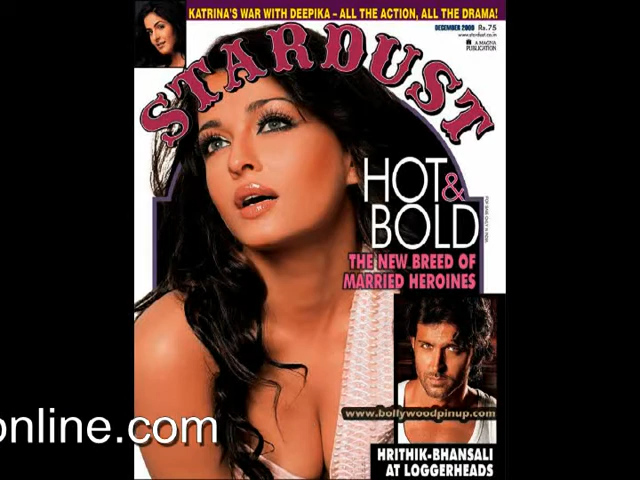 KATRINA'S WAR WITH DEEPIKA – ALL THE ACTION, ALL THE DRAMA!
DECEMBER 2009 Rs.75
www.stardust.co.in
A MAGNA
PUBLICATION
STARDUST
HOT &
BOLD
THE NEW BREED OF
MARRIED HEROINES
www.bollywoodpinup.com
online.com
HRITHIK-BHANSALI
AT LOGGERHEADS